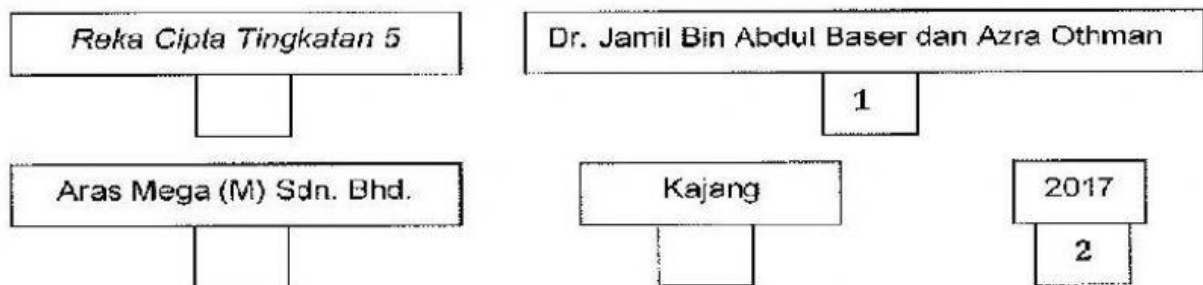 Reka Cipta Tingkatan 5
Dr. Jamil Bin Abdul Baser dan Azra Othman
1
Aras Mega (M) Sdn. Bhd.
Kajang
2017
2